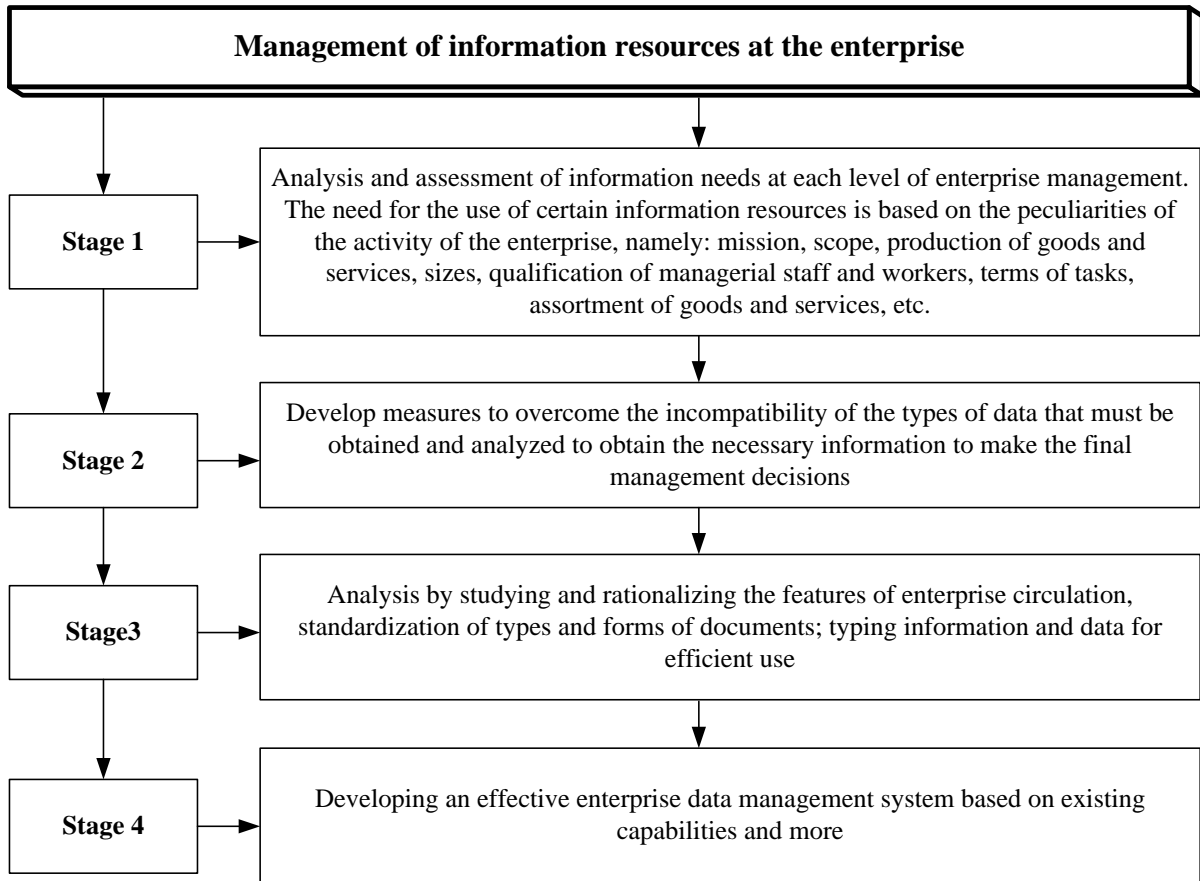 Management of information resources at the enterprise
Stage 1
Analysis and assessment of information needs at each level of enterprise management.
The need for the use of certain information resources is based on the peculiarities of
the activity of the enterprise, namely: mission, scope, production of goods and
services, sizes, qualification of managerial staff and workers, terms of tasks,
assortment of goods and services, etc.
Stage 2
Develop measures to overcome the incompatibility of the types of data that must be
obtained and analyzed to obtain the necessary information to make the final
management decisions
Stage3
Analysis by studying and rationalizing the features of enterprise circulation,
standardization of types and forms of documents; typing information and data for
efficient use
Stage 4
Developing an effective enterprise data management system based on existing
capabilities and more